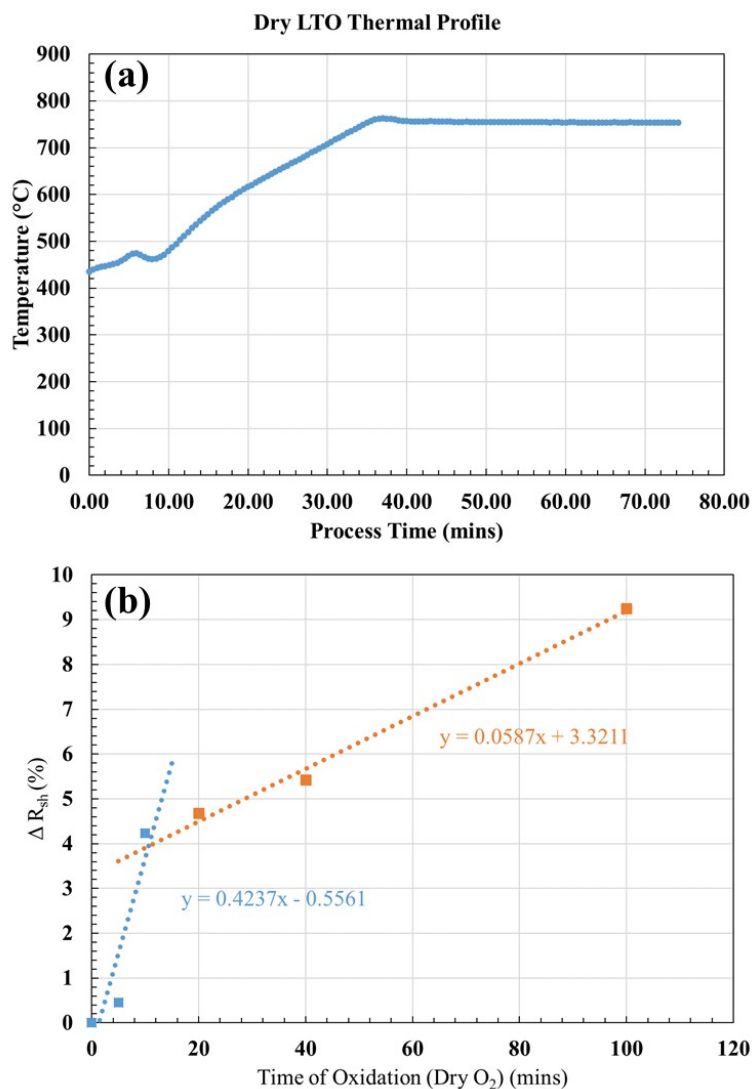 Dry LTO Thermal Profile
(a)
Temperature (°C)
900
800
700
600
500
400
300
200
100
0
0.00 10.00 20.00 30.00 40.00 50.00 60.00 70.00 80.00
Process Time (mins)
(b)
Δ Rsh (%)
10
9
8
7
6
5
4
3
2
1
0
y = 0.0587x + 3.3211
y = 0.4237x - 0.5561
0 20 40 60 80 100 120
Time of Oxidation (Dry O2) (mins)